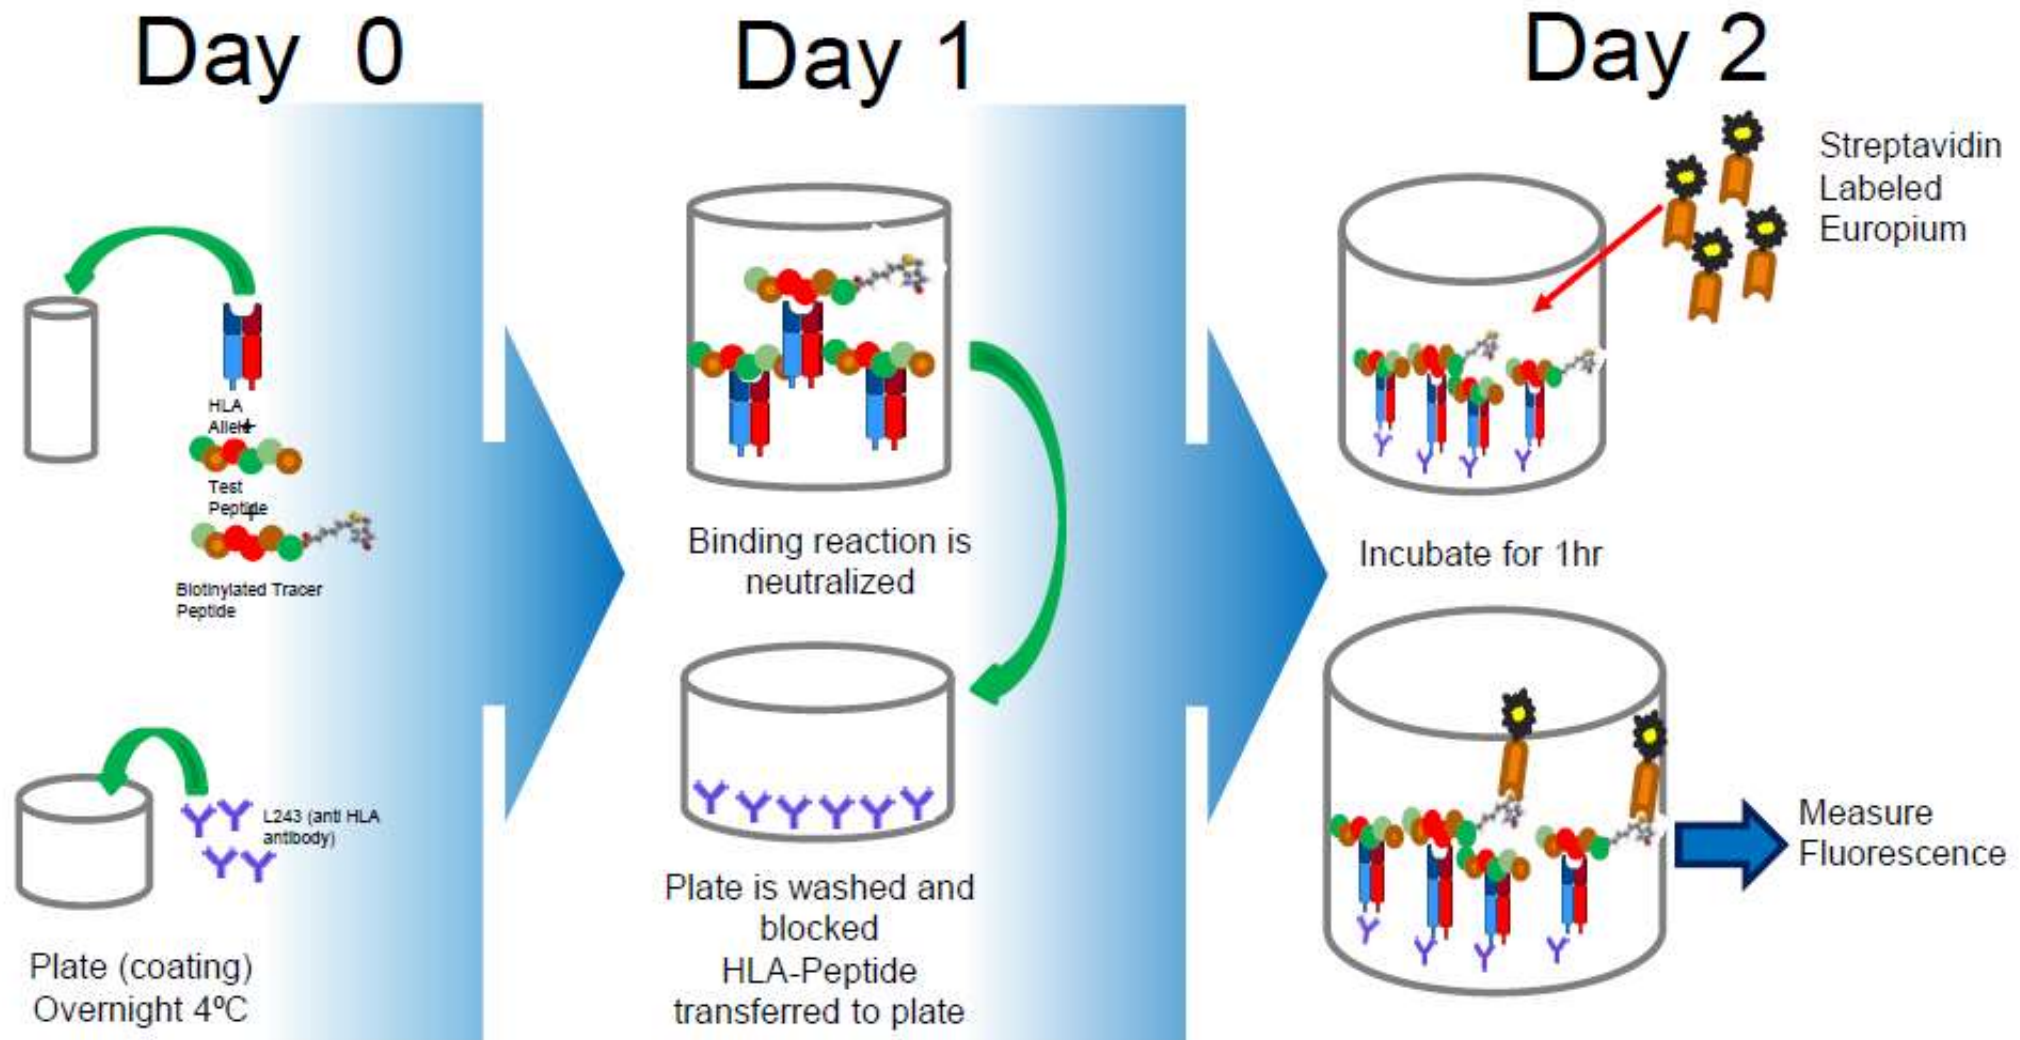 Day 0
HLA
Allele
+
Test
Peptide
+
Biotinylated Tracer
Peptide
L243 (anti HLA
antibody)
Plate (coating)
Overnight 4ºC
Day 1
Binding reaction is
neutralized
Plate is washed and
blocked
HLA-Peptide
transferred to plate
Day 2
Streptavidin
Labeled
Europium
Incubate for 1hr
Measure
Fluorescence